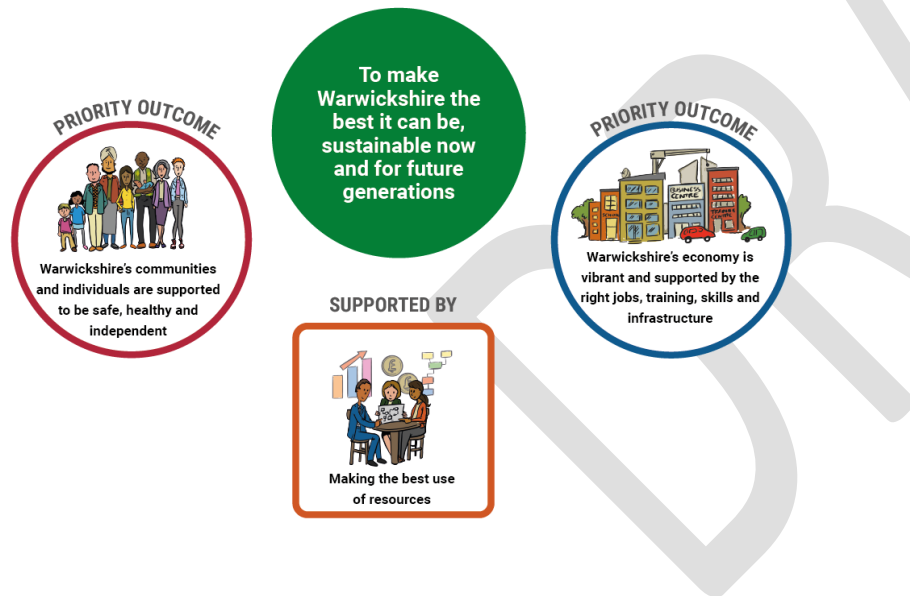 To make
Warwickshire the
best it can be,
sustainable now
and for future
generations
PRIORITY OUTCOME
Warwickshire's communities
and individuals are supported
to be safe, healthy and
independent
PRIORITY OUTCOME
BUSINESS
CENTRE
TRAINING
CENTRE
Warwickshire's economy is
vibrant and supported by the
right jobs, training, skills and
infrastructure
SUPPORTED BY
£
£
Making the best use
of resources